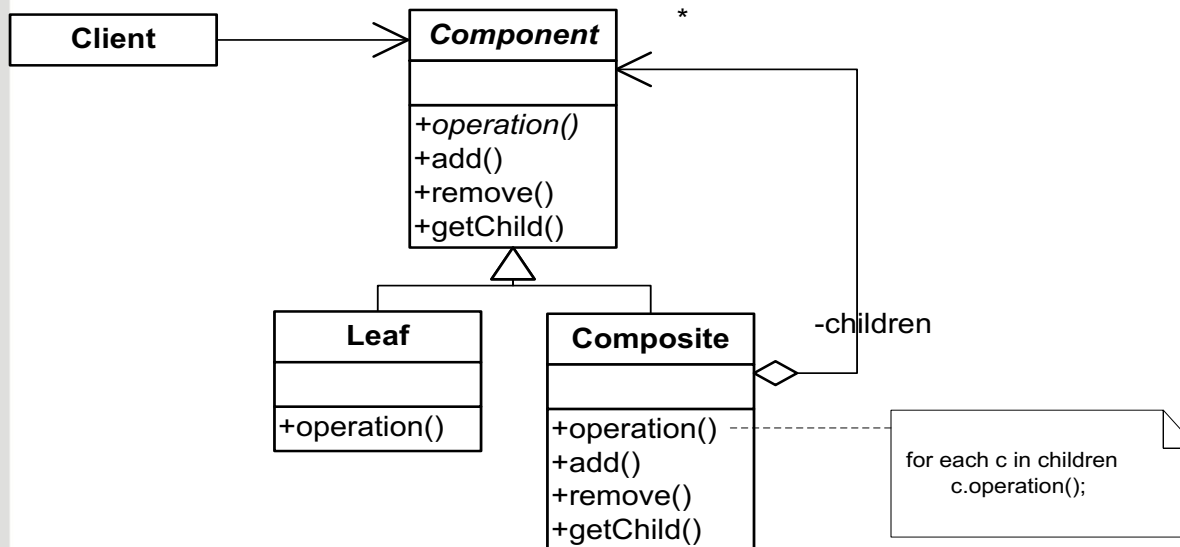 Client
Component
*
+operation()
+add()
+remove()
+getChild()
Leaf
+operation()
Composite
+operation()
+add()
+remove()
+getChild()
-children
for each c in children
c.operation();